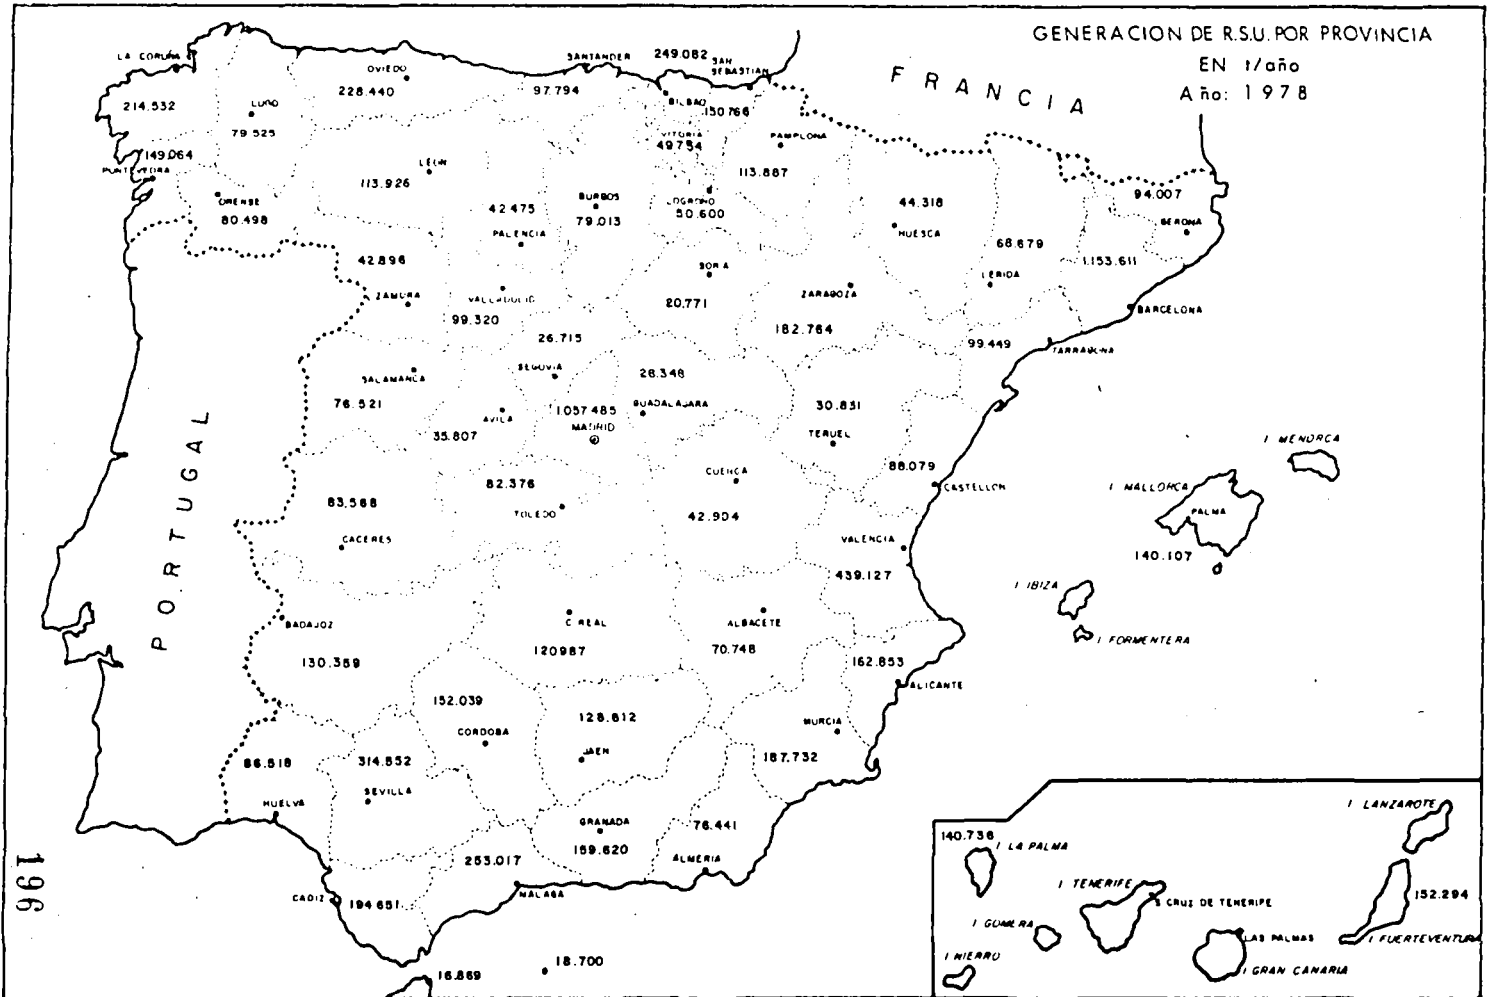 GENERACION DE R.S.U. POR PROVINCIA
EN t/año
Año: 1978
FRANCIA
PORTUGAL
LA CORUÑA
214.532
LUGO
79.525
OVIEDO
228.440
SANTANDER
97.794
249.082
BILBAO
SAN
SEBASTIAN
150.766
VITORIA
49.754
PAMPLONA
113.887
149.064
PONTEVEDRA
ORENSE
80.498
LEON
113.926
42.475
PALENCIA
BURGOS
79.013
LOGROÑO
50.600
44.318
HUESCA
68.679
LERIDA
94.007
GERONA
1.153.611
BARCELONA
42.896
ZAMORA
VALLADOLID
99.320
SORIA
20.771
ZARAGOZA
182.764
99.449
TARRAGONA
SALAMANCA
76.521
26.715
SEGOVIA
AVILA
35.807
1.057.485
MADRID
28.348
GUADALAJARA
30.831
TERUEL
88.079
CASTELLON
83.568
CACERES
82.376
TOLEDO
CUENCA
42.904
VALENCIA
439.127
I. MENORCA
I. MALLORCA
PALMA
140.107
I. IBIZA
I. FORMENTERA
BADAJOZ
130.389
C. REAL
120987
ALBACETE
70.748
162.853
ALICANTE
152.039
CORDOBA
128.612
JAEN
MURCIA
187.732
86.518
HUELVA
314.552
SEVILLA
GRANADA
159.620
76.441
ALMERIA
253.017
MALAGA
CADIZ
194.651
16.869
18.700
140.736
I. LA PALMA
I. TENERIFE
S. CRUZ DE TENERIFE
I. GOMERA
I. HIERRO
LAS PALMAS
I. GRAN CANARIA
I. LANZAROTE
152.294
I. FUERTEVENTURA
196